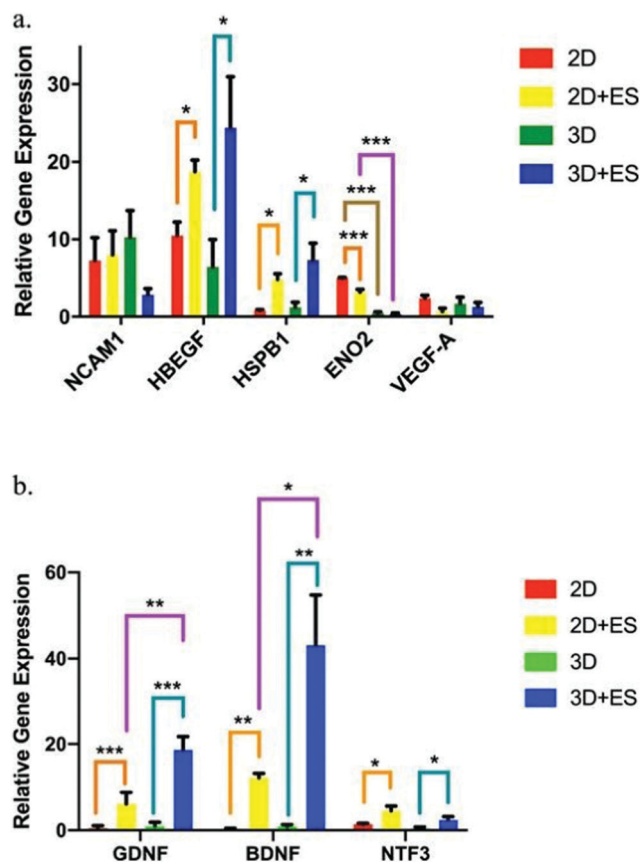 a.
Relative Gene Expression
30
20
10
0
*
*
*
*
***
***
***
NCAM1
HBEGF
HSPB1
ENO2
VEGF-A
2D
2D+ES
3D
3D+ES
b.
Relative Gene Expression
60
40
20
0
***
**
***
**
*
**
*
*
GDNF
BDNF
NTF3
2D
2D+ES
3D
3D+ES